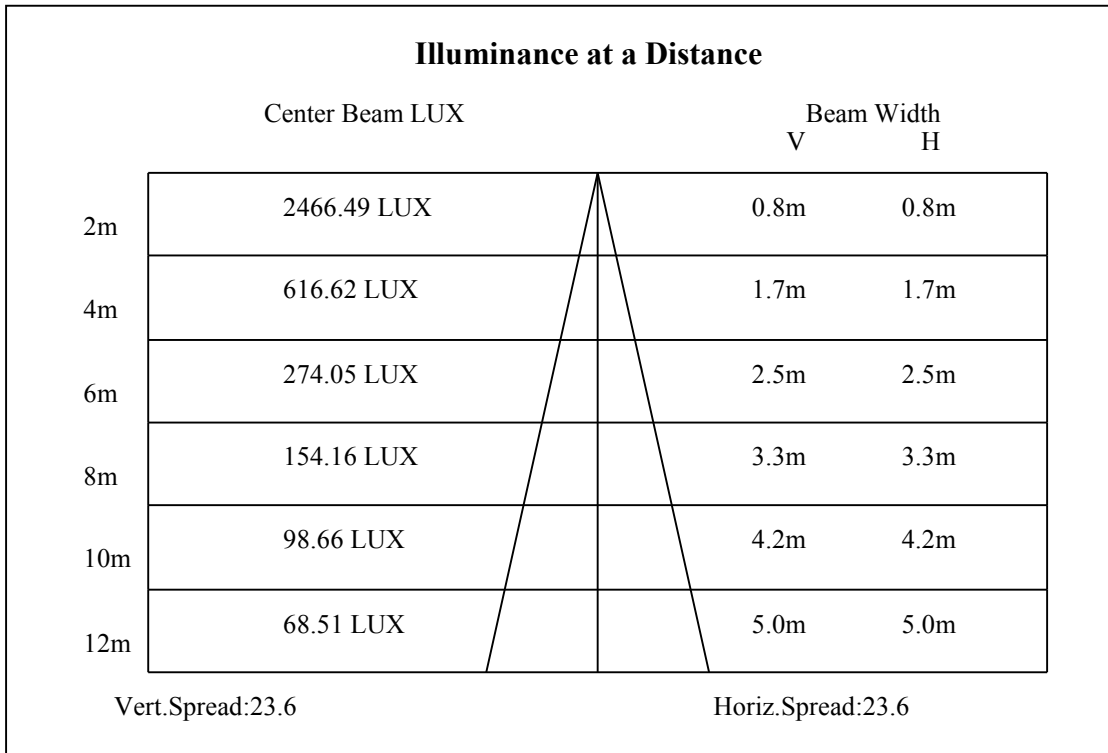 Illuminance at a Distance
Center Beam LUX Beam Width
V H
2m 2466.49 LUX 0.8m 0.8m
4m 616.62 LUX 1.7m 1.7m
6m 274.05 LUX 2.5m 2.5m
8m 154.16 LUX 3.3m 3.3m
10m 98.66 LUX 4.2m 4.2m
12m 68.51 LUX 5.0m 5.0m
Vert.Spread:23.6 Horiz.Spread:23.6